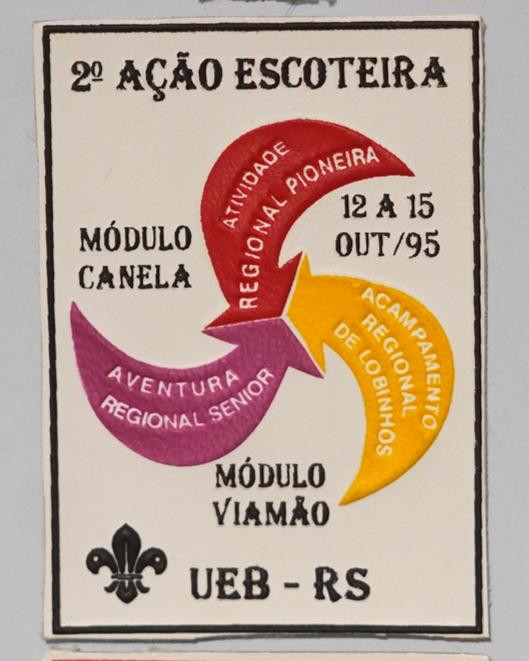 2º AÇÃO ESCOTEIRA
ATIVIDADE
REGIONAL PIONEIRA
12 A 15
OUT/95
MÓDULO
CANELA
ACAMPAMENTO
REGIONAL
DE LOBINHOS
AVENTURA
REGIONAL SENIOR
MÓDULO
VIAMÃO
UEB - RS